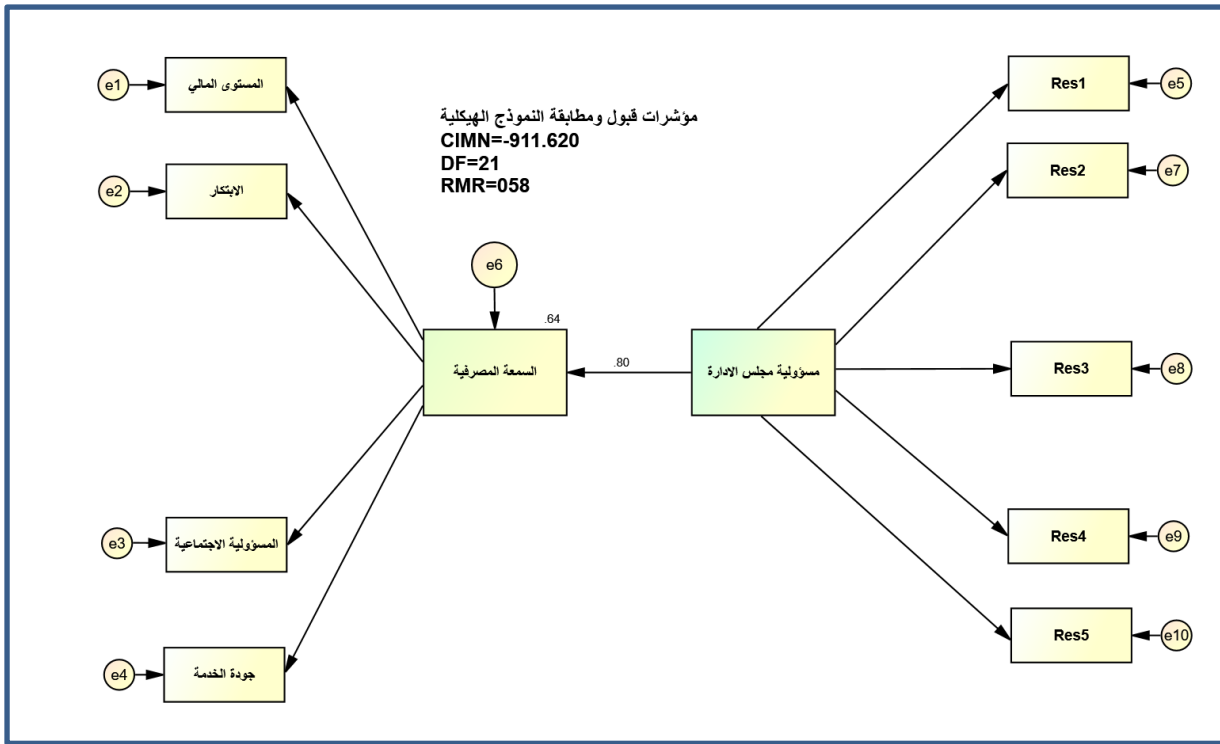 e1
المستوى المالي
Res1
e5
مؤشرات قبول ومطابقة النموذج الهيكلية
CIMN=-911.620
DF=21
RMR=058
e2
الابتكار
Res2
e7
e6
.64
السمعة المصرفية
.80
مسؤولية مجلس الادارة
Res3
e8
e3
المسؤولية الاجتماعية
Res4
e9
e4
جودة الخدمة
Res5
e10